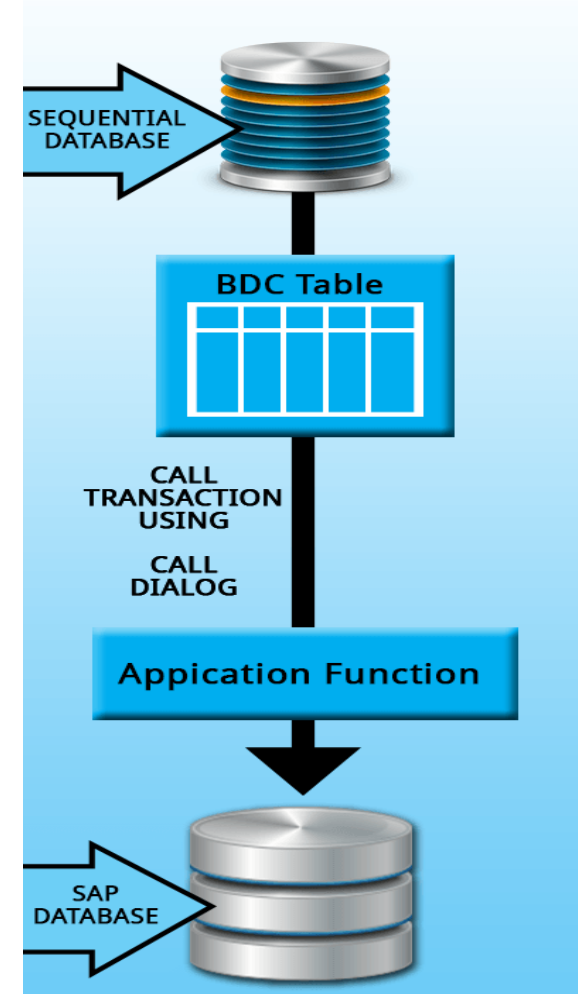 SEQUENTIAL
DATABASE
BDC Table
CALL
TRANSACTION
USING
CALL
DIALOG
Appication Function
SAP
DATABASE